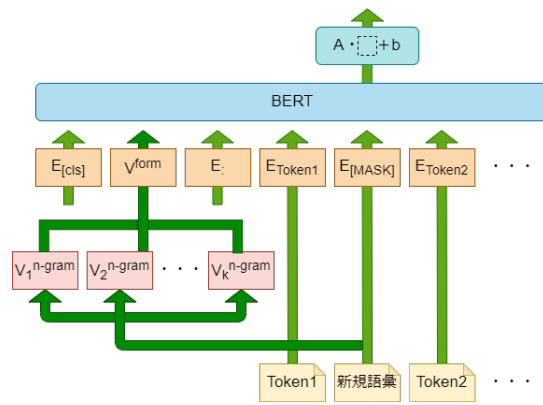 A・ +b
BERT
E[cls] Vform E: EToken1 E[MASK] EToken2 ・・・
V1n-gram V2n-gram ・・・ Vkn-gram
Token1 新規語彙 Token2 ・・・